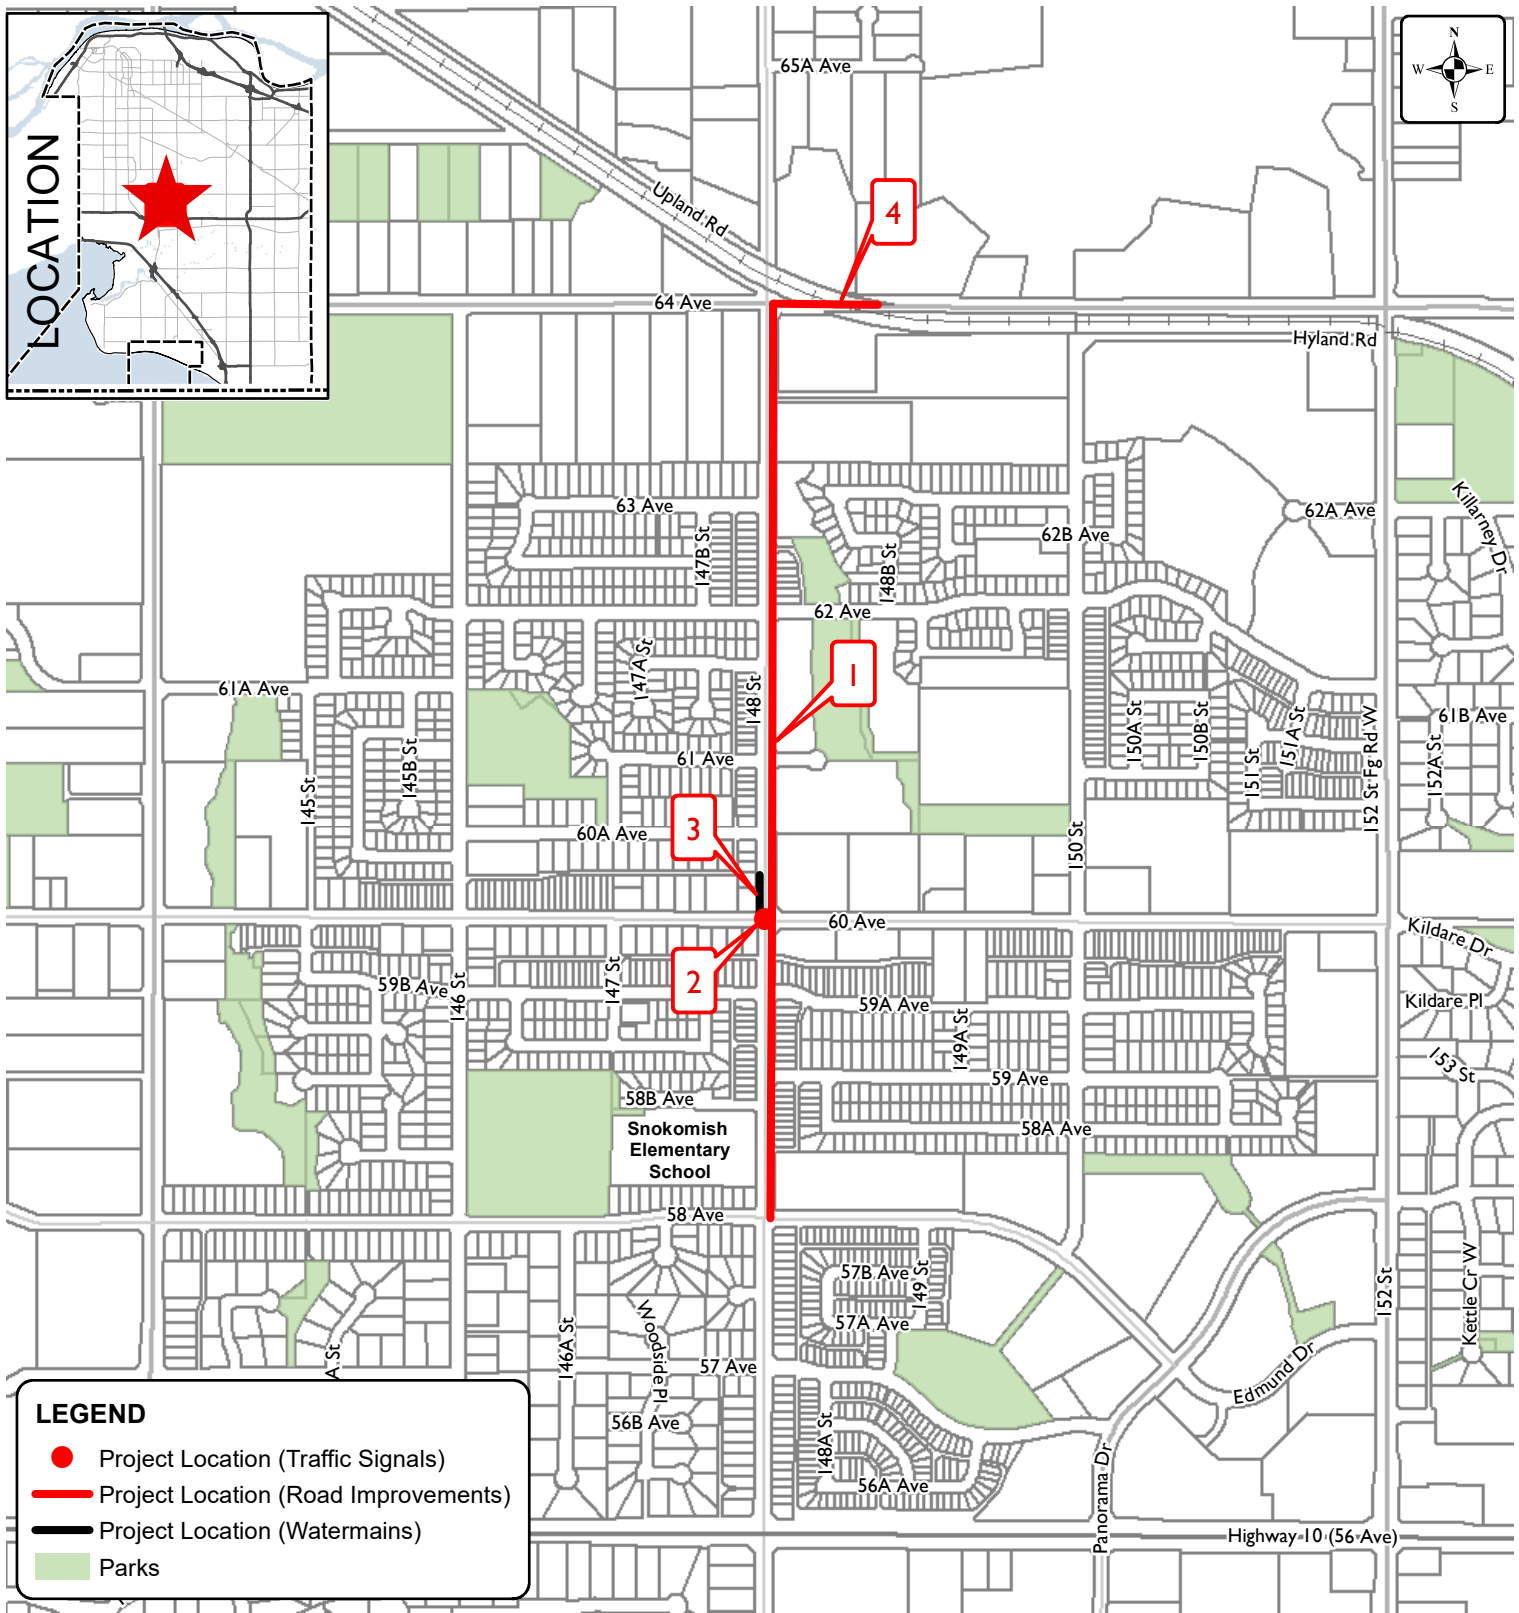 LOCATION
N
W
E
S
65A Ave
Upland Rd
4
64 Ave
Hyland Rd
Killarney Dr
63 Ave
62A Ave
62B Ave
147B St
148B St
62 Ave
147A St
1
61A Ave
148 St
150A St
150B St
151A St
152 St Fg Rd W
61B Ave
152A St
61 Ave
145B St
145 St
151 St
3
60A Ave
150 St
60 Ave
Kildare Dr
2
59B Ave
146 St
147 St
59A Ave
Kildare Pl
149A St
153 St
59 Ave
58B Ave
58A Ave
Snokomish
Elementary
School
58 Ave
57B Ave
149 St
152 St
Kettle Cr W
57A Ave
Woodside Pl
146A St
A St
57 Ave
Edmund Dr
56B Ave
148A St
56A Ave
Panorama Dr
Highway 10 (56 Ave)
LEGEND
Project Location (Traffic Signals)
Project Location (Road Improvements)
Project Location (Watermains)
Parks